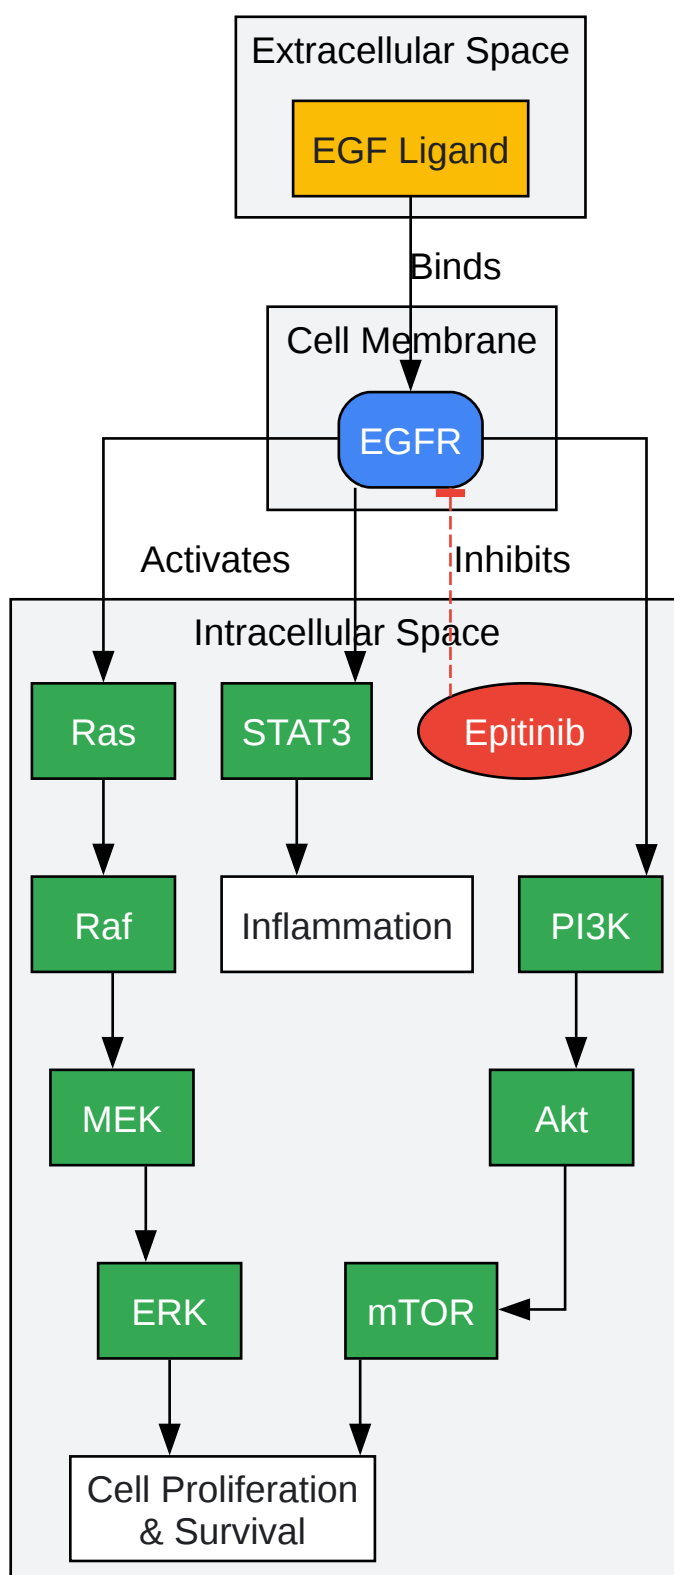 Extracellular Space
EGF Ligand
Binds
Cell Membrane
EGFR
Activates
Inhibits
Intracellular Space
Ras
STAT3
Epitinib
Raf
Inflammation
PI3K
MEK
Akt
ERK
mTOR
Cell Proliferation
& Survival